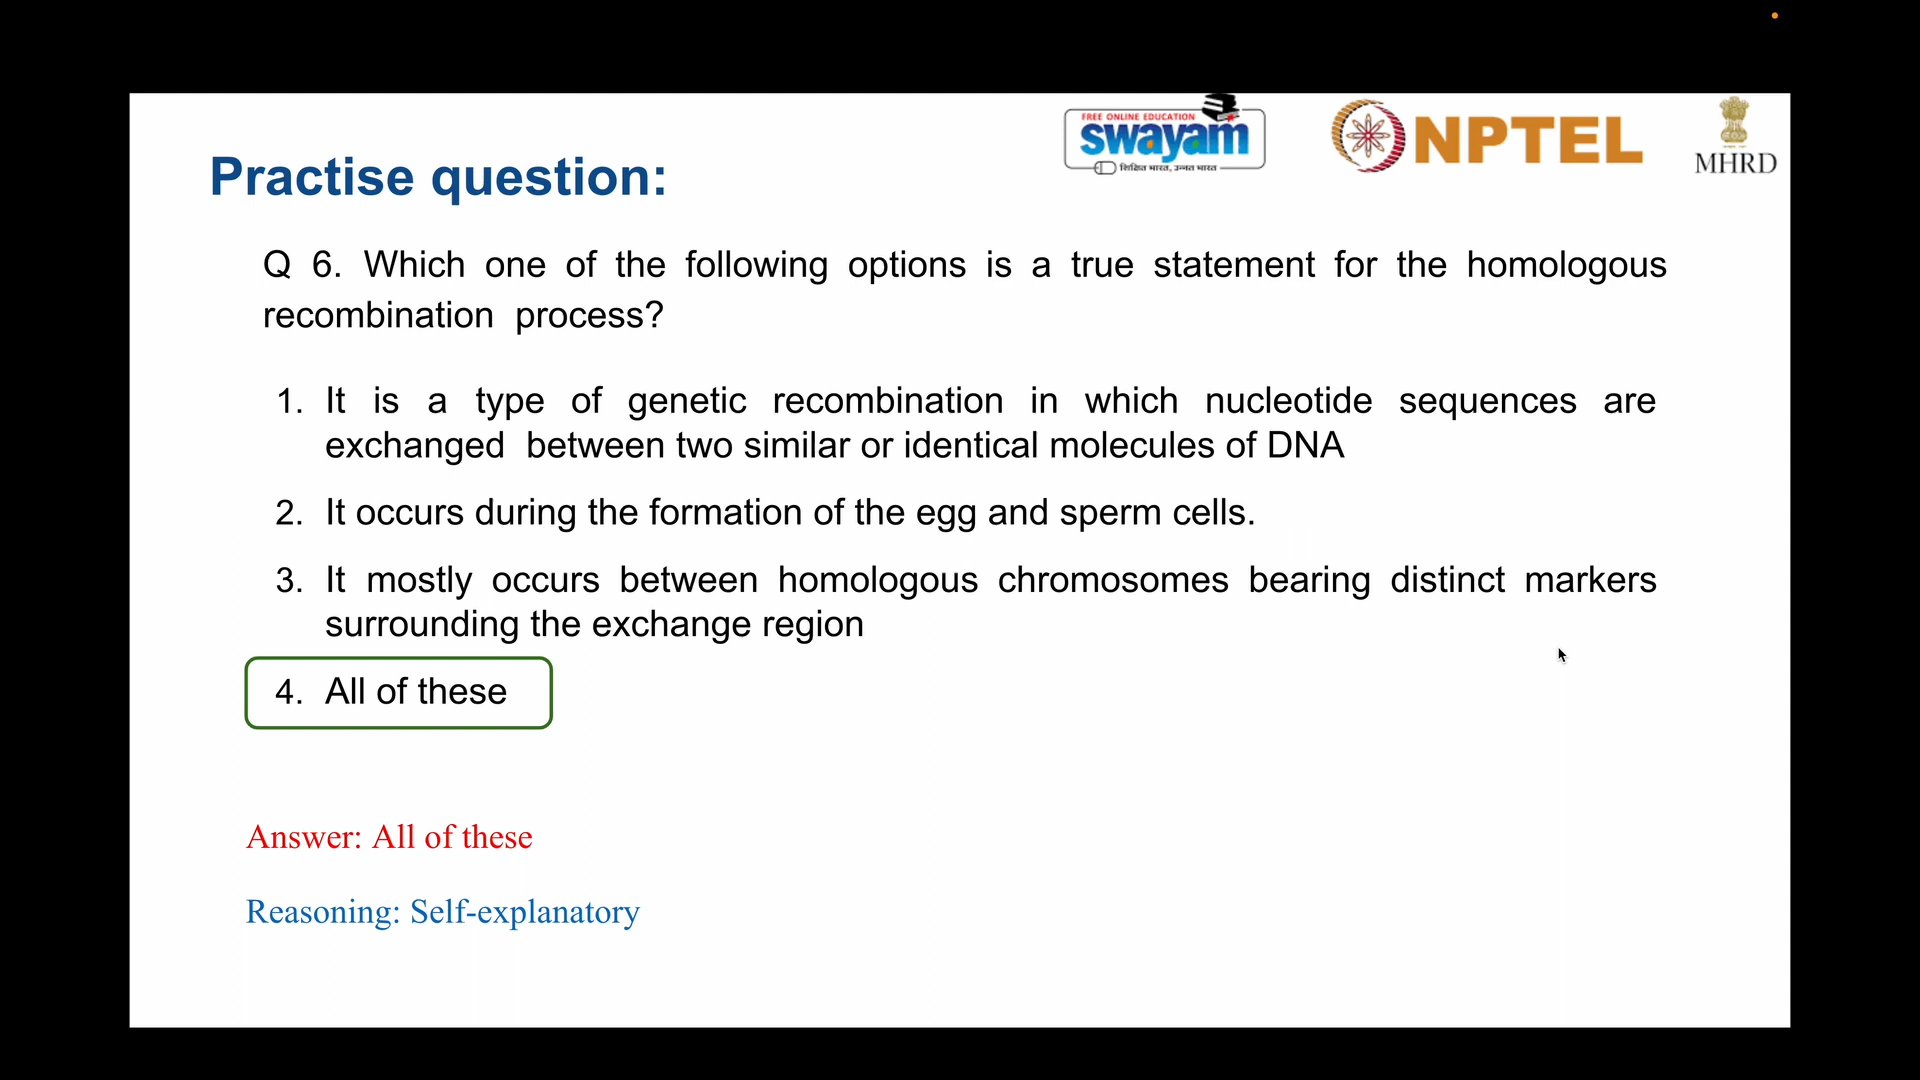 FREE ONLINE EDUCATION
swayam
शिक्षित भारत, उन्नत भारत
NPTEL
MHRD
Practise question:
Q 6. Which one of the following options is a true statement for the homologous
recombination process?
1. It is a type of genetic recombination in which nucleotide sequences are
exchanged between two similar or identical molecules of DNA
2. It occurs during the formation of the egg and sperm cells.
3. It mostly occurs between homologous chromosomes bearing distinct markers
surrounding the exchange region
4. All of these
Answer: All of these
Reasoning: Self-explanatory